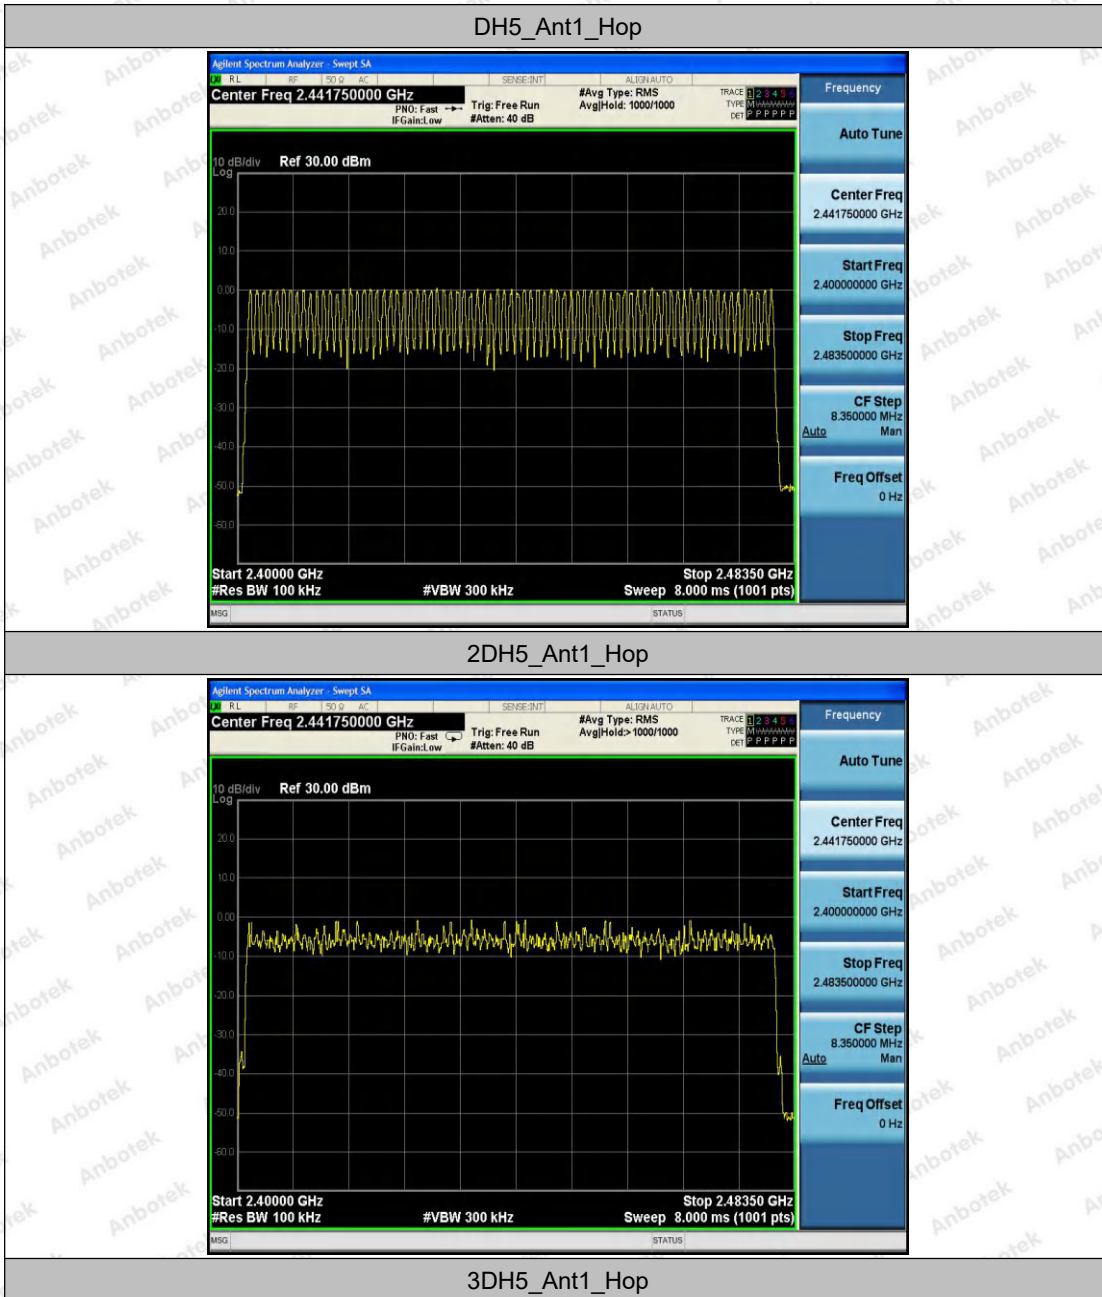 DH5_Ant1_Hop
Agilent Spectrum Analyzer - Swept SA
RL RF 50 Ω AC SENSE:INT ALIGNAUTO
Center Freq 2.441750000 GHz
PNO: Fast
IFGain:Low
Trig: Free Run
#Atten: 40 dB
#Avg Type: RMS
Avg|Hold: 1000/1000
TRACE 1 2 3 4 5 6
TYPE M
DET P P P P P P
10 dB/div
Log
Ref 30.00 dBm
20.0
10.0
0.00
-10.0
-20.0
-30.0
-40.0
-50.0
-60.0
Start 2.40000 GHz
Stop 2.48350 GHz
#Res BW 100 kHz
#VBW 300 kHz
Sweep 8.000 ms (1001 pts)
MSG
STATUS
Frequency
Auto Tune
Center Freq
2.441750000 GHz
Start Freq
2.400000000 GHz
Stop Freq
2.483500000 GHz
CF Step
8.350000 MHz
Auto Man
Freq Offset
0 Hz
2DH5_Ant1_Hop
Agilent Spectrum Analyzer - Swept SA
RL RF 50 Ω AC SENSE:INT ALIGNAUTO
Center Freq 2.441750000 GHz
PNO: Fast
IFGain:Low
Trig: Free Run
#Atten: 40 dB
#Avg Type: RMS
Avg|Hold:>1000/1000
TRACE 1 2 3 4 5 6
TYPE M
DET P P P P P P
10 dB/div
Log
Ref 30.00 dBm
20.0
10.0
0.00
-10.0
-20.0
-30.0
-40.0
-50.0
-60.0
Start 2.40000 GHz
Stop 2.48350 GHz
#Res BW 100 kHz
#VBW 300 kHz
Sweep 8.000 ms (1001 pts)
MSG
STATUS
Frequency
Auto Tune
Center Freq
2.441750000 GHz
Start Freq
2.400000000 GHz
Stop Freq
2.483500000 GHz
CF Step
8.350000 MHz
Auto Man
Freq Offset
0 Hz
3DH5_Ant1_Hop